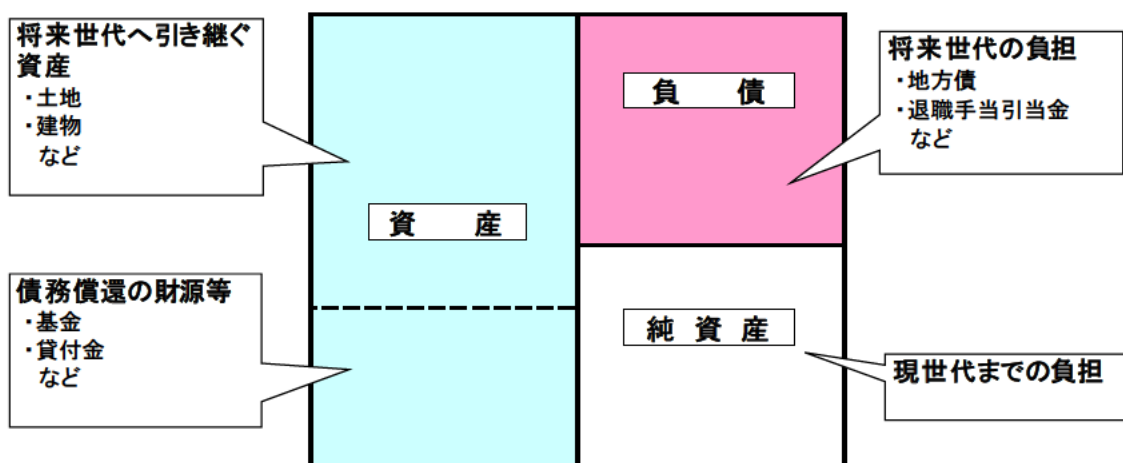 将来世代へ引き継ぐ
資産
・土地
・建物
など
債務償還の財源等
・基金
・貸付金
など
資　産
負　債
純資産
将来世代の負担
・地方債
・退職手当引当金
など
現世代までの負担